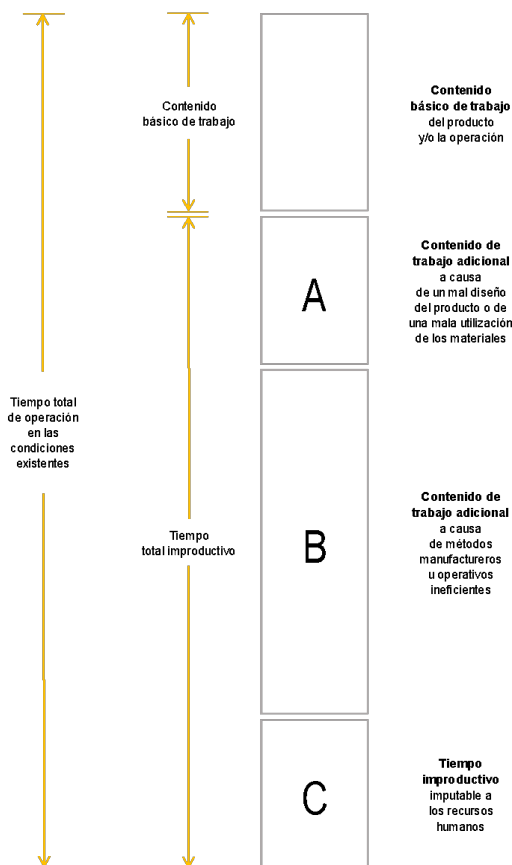 Contenido
básico de trabajo
Contenido
básico de trabajo
del producto
y/o la operación
A
Contenido de
trabajo adicional
a causa
de un mal diseño
del producto o de
una mala utilización
de los materiales
Tiempo total
de operación
en las
condiciones
existentes
Tiempo
total improductivo
B
Contenido de
trabajo adicional
a causa
de métodos
manufactureros
u operativos
ineficientes
C
Tiempo
improductivo
imputable a
los recursos
humanos